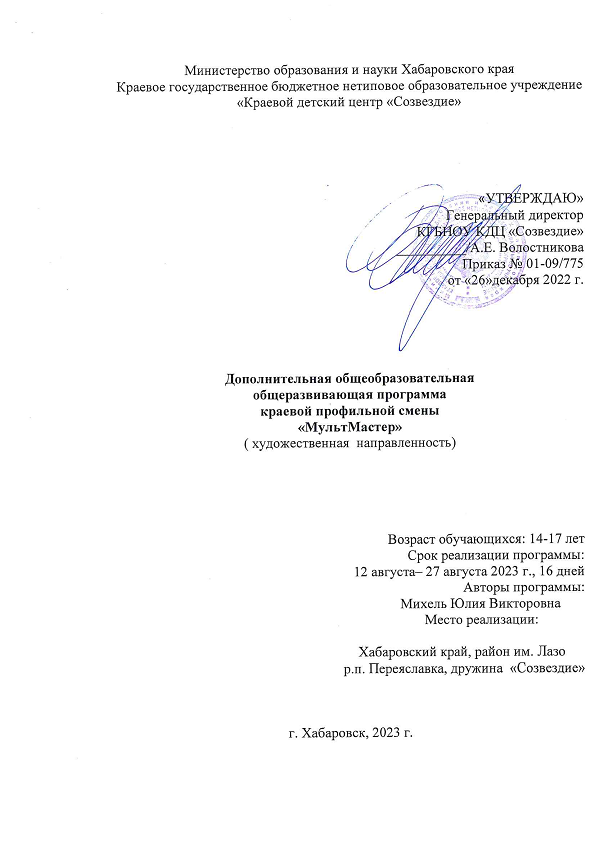 Министерство образования и науки Хабаровского края
Краевое государственное бюджетное нетиповое образовательное учреждение
«Краевой детский центр «Созвездие»
«УТВЕРЖДАЮ»
Генеральный директор
КГБНОУ КДЦ «Созвездие»
/А.Е. Волостникова
Приказ № 01-09/775
от «26»декабря 2022 г.
Дополнительная общеобразовательная
общеразвивающая программа
краевой профильной смены
«МультМастер»
( художественная направленность)
Возраст обучающихся: 14-17 лет
Срок реализации программы:
12 августа– 27 августа 2023 г., 16 дней
Авторы программы:
Михель Юлия Викторовна
Место реализации:
Хабаровский край, район им. Лазо
р.п. Переяславка, дружина «Созвездие»
г. Хабаровск, 2023 г.